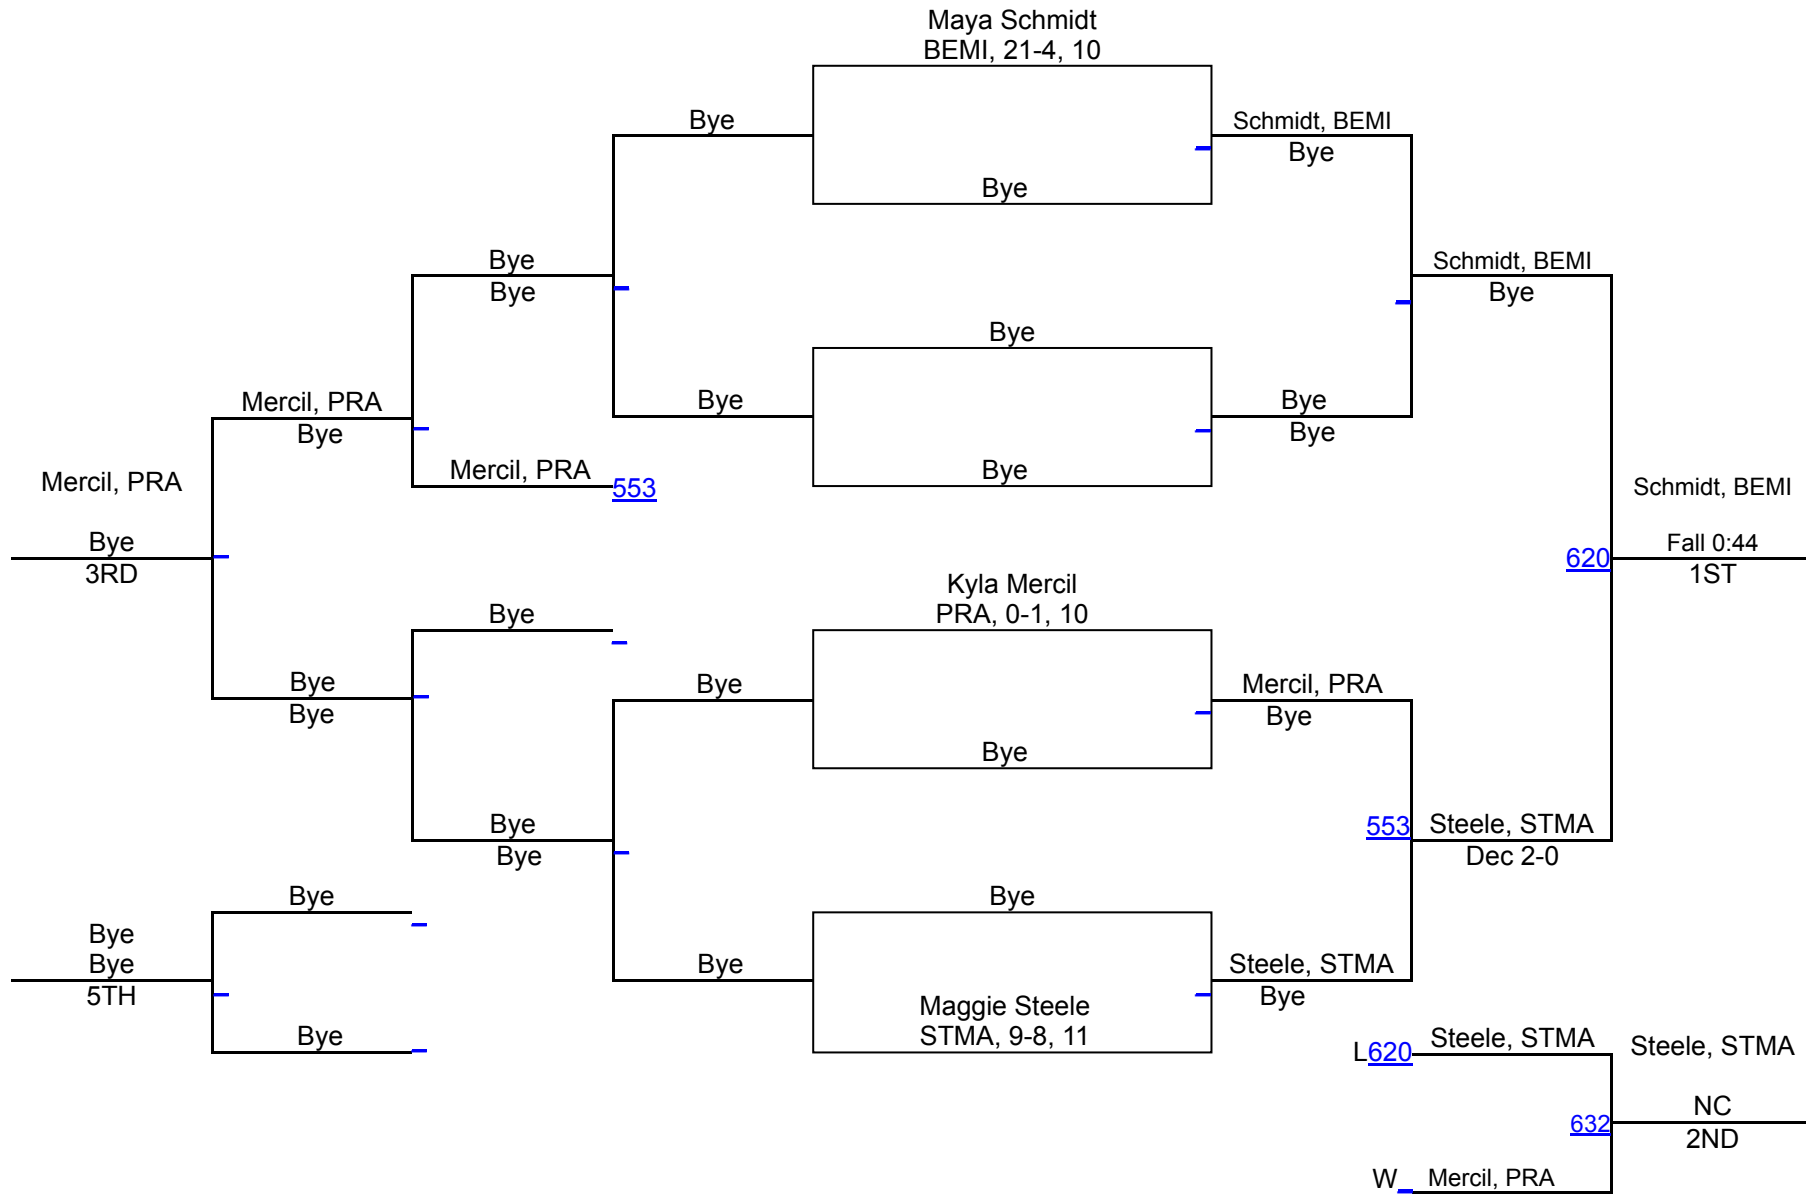 Maya Schmidt
BEMI, 21-4, 10
Bye
Schmidt, BEMI
Bye
Bye
Bye
Bye
Schmidt, BEMI
Bye
Bye
Mercil, PRA
Bye
Bye
Bye
Bye
Mercil, PRA
553
Bye
Mercil, PRA
Bye
3RD
Schmidt, BEMI
620
Fall 0:44
1ST
Kyla Mercil
PRA, 0-1, 10
Bye
Bye
Bye
Bye
Mercil, PRA
Bye
Bye
Bye
Bye
553
Steele, STMA
Dec 2-0
Bye
Bye
Bye
Bye
5TH
Bye
Bye
Steele, STMA
Bye
Maggie Steele
STMA, 9-8, 11
L620
Steele, STMA
Steele, STMA
632
NC
2ND
W
Mercil, PRA